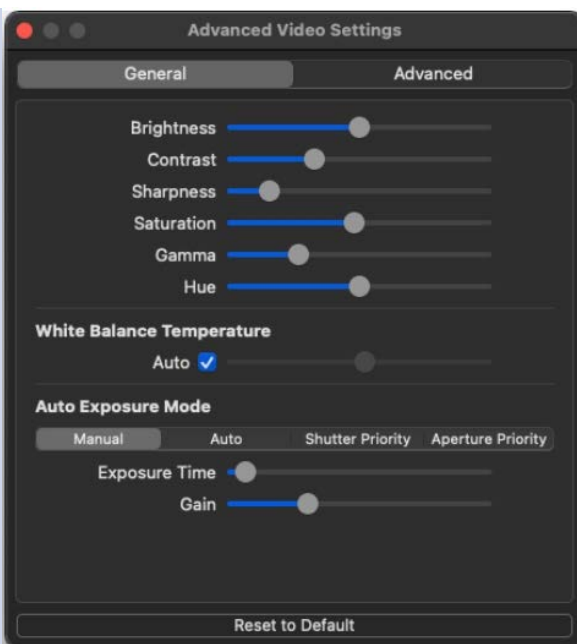 Advanced Video Settings
General Advanced
Brightness
Contrast
Sharpness
Saturation
Gamma
Hue
White Balance Temperature
Auto
Auto Exposure Mode
Manual Auto Shutter Priority Aperture Priority
Exposure Time
Gain
Reset to Default